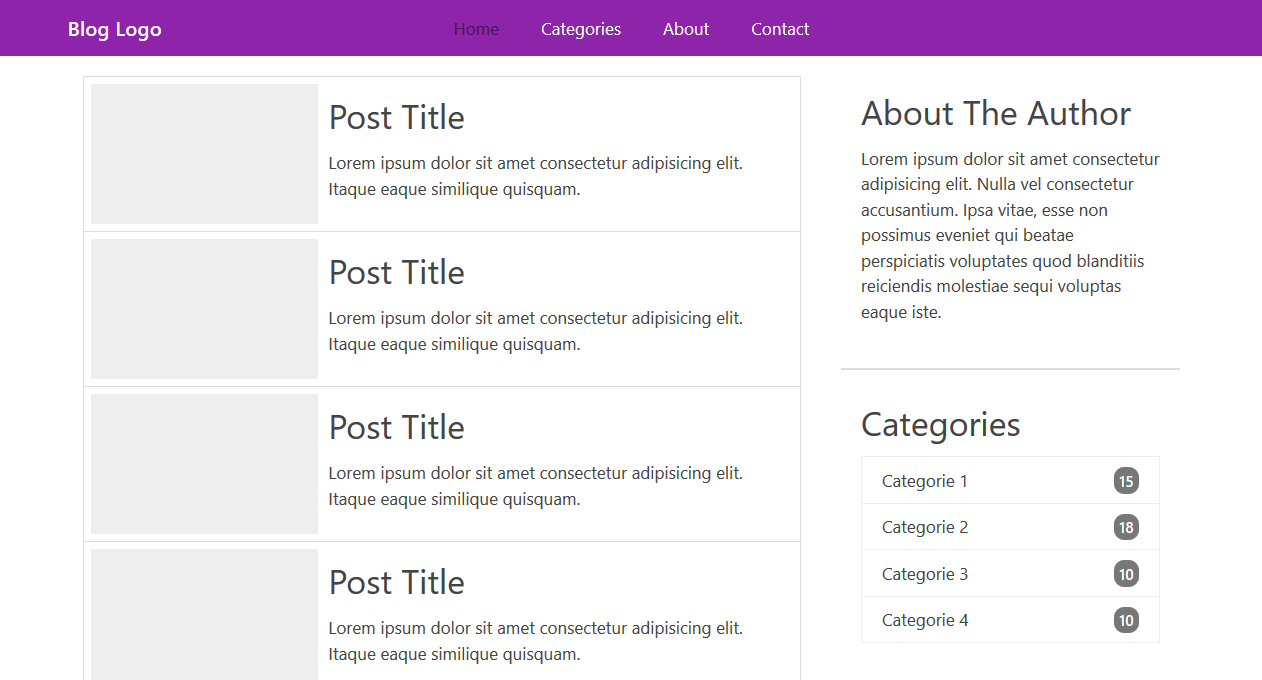 Blog Logo
Home
Categories
About
Contact
Post Title
Lorem ipsum dolor sit amet consectetur adipisicing elit.
Itaque eaque similique quisquam.
Post Title
Lorem ipsum dolor sit amet consectetur adipisicing elit.
Itaque eaque similique quisquam.
Post Title
Lorem ipsum dolor sit amet consectetur adipisicing elit.
Itaque eaque similique quisquam.
Post Title
Lorem ipsum dolor sit amet consectetur adipisicing elit.
Itaque eaque similique quisquam.
About The Author
Lorem ipsum dolor sit amet consectetur
adipisicing elit. Nulla vel consectetur
accusantium. Ipsa vitae, esse non
possimus eveniet qui beatae
perspiciatis voluptates quod blanditiis
reiciendis molestiae sequi voluptas
eaque iste.
Categories
Categorie 1 15
Categorie 2 18
Categorie 3 10
Categorie 4 10